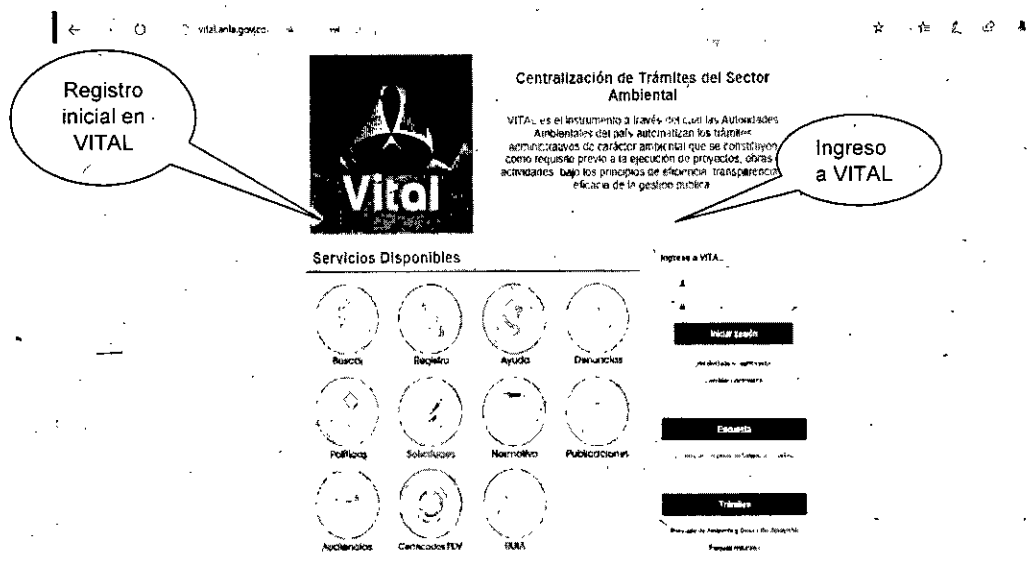 vital.anla.gov.co
Registro
inicial en
VITAL
Vital
Centralización de Trámites del Sector
Ambiental
VITAL es el instrumento a través del cual las Autoridades
Ambientales del país automatizan los trámites
administrativos de carácter ambiental que se constituyen
como requisito previo a la ejecución de proyectos, obras
actividades bajo los principios de eficiencia transparencia
eficacia de la gestión pública
Ingreso
a VITAL
Servicios Disponibles
Ingrese a VITAL
Buscar
Registro
Ayuda
Denuncias
Iniciar sesión
Políticas
Solicitudes
Normativa
Publicaciones
Encuesta
Audiencias
Certificados PDV
Trámites